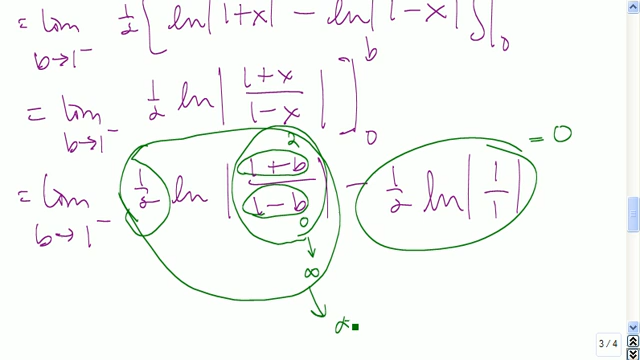 = lim b→1⁻ 1/2 [ ln|1+x| − ln|1−x| ]₀ᵇ
= lim b→1⁻ 1/2 ln| (1+x)/(1−x) | ]₀ᵇ
= lim b→1⁻ 1/2 ln| (1+b)/(1−b) | − 1/2 ln| 1/1 | = 0
2
0
∞
3 / 4